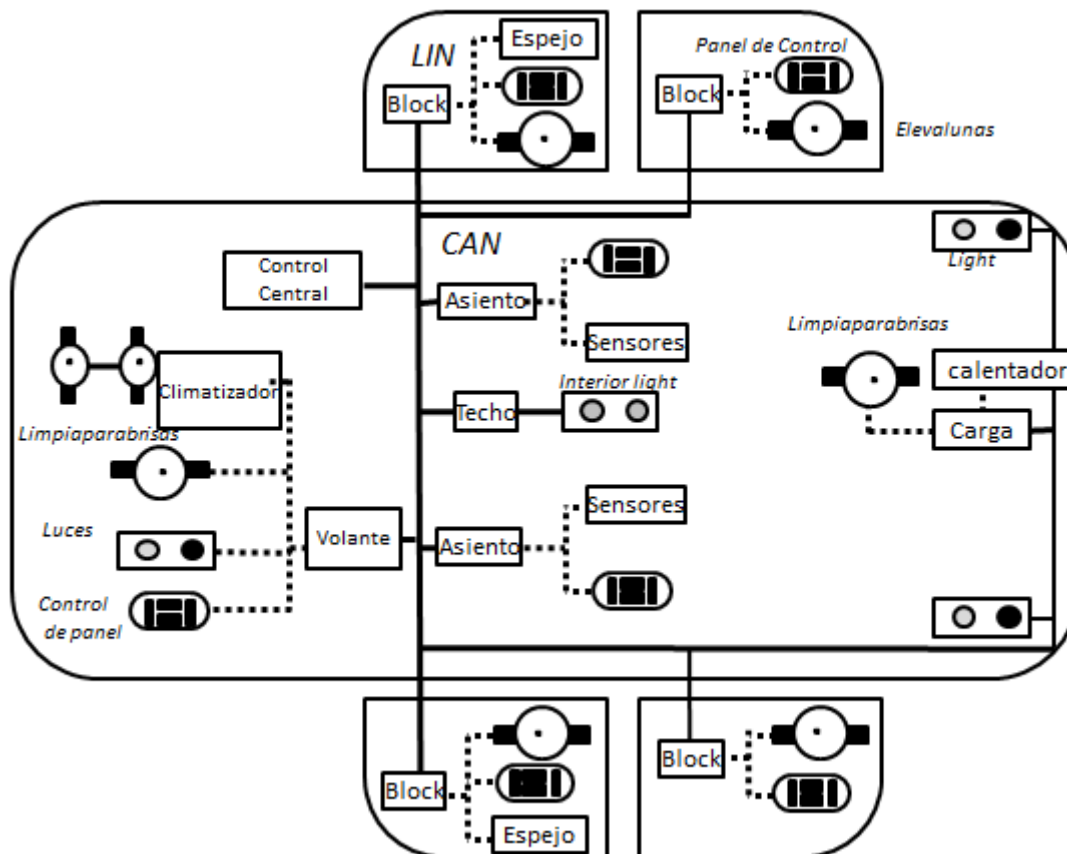 LIN
Espejo
Block
Panel de Control
Block
Elevalunas
CAN
Control
Central
Asiento
Sensores
Light
Limpiaparabrisas
calentador
Carga
Interior light
Techo
Climatizador
Limpiaparabrisas
Luces
Volante
Control
de panel
Sensores
Asiento
Block
Espejo
Block